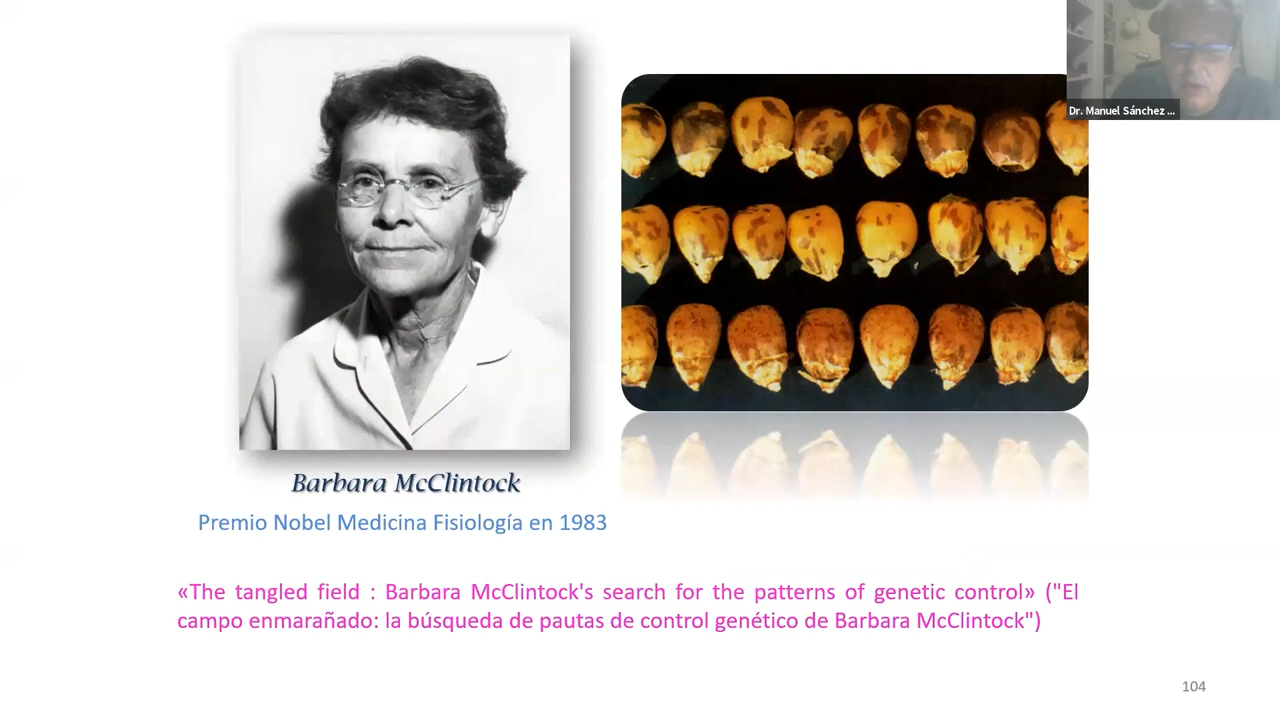 Dr. Manuel Sánchez ...
Barbara McClintock
Premio Nobel Medicina Fisiología en 1983
«The tangled field : Barbara McClintock's search for the patterns of genetic control» ("El
campo enmarañado: la búsqueda de pautas de control genético de Barbara McClintock")
104